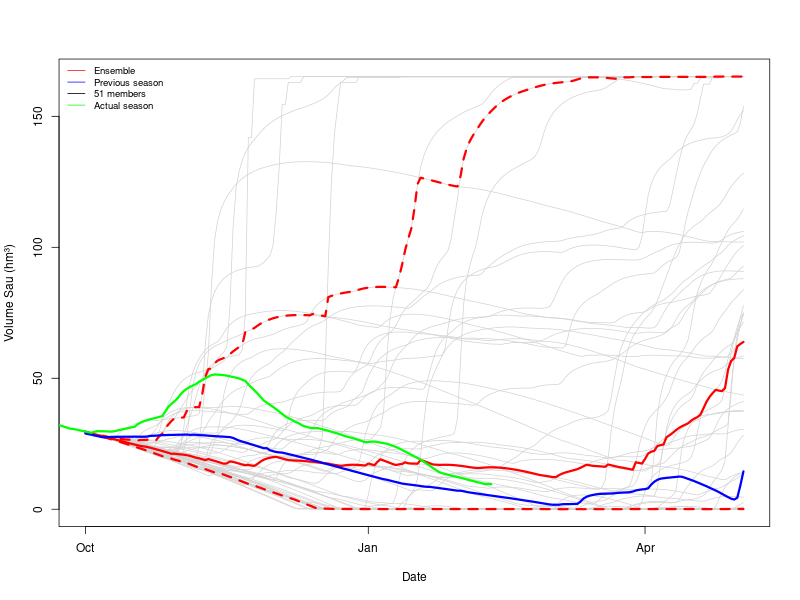 Ensemble
Previous season
51 members
Actual season
Volume Sau (hm³)
0
50
100
150
Oct
Jan
Apr
Date